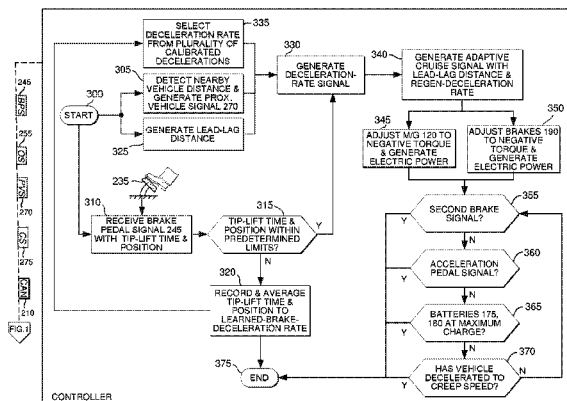 SELECT
DECELERATION RATE
FROM PLURALITY OF
CALIBRATED
DECELERATIONS
335
305
DETECT NEARBY
VEHICLE DISTANCE &
GENERATE PROX.
VEHICLE SIGNAL 270
300
START
325
GENERATE LEAD-LAG
DISTANCE
330
GENERATE
DECELERATION-
RATE SIGNAL
340
GENERATE ADAPTIVE
CRUISE SIGNAL WITH
LEAD-LAG DISTANCE &
REGEN-DECELERATION
RATE
345
ADJUST M/G 120 TO
NEGATIVE TORQUE
& GENERATE
ELECTRIC POWER
350
ADJUST BRAKES 190 TO
NEGATIVE TORQUE
& GENERATE
ELECTRIC POWER
235
310
RECEIVE BRAKE
PEDAL SIGNAL 245
WITH TIP-LIFT TIME &
POSITION
315
TIP-LIFT TIME &
POSITION WITHIN
PREDETERMINED
LIMITS?
Y
N
320
RECORD & AVERAGE
TIP-LIFT TIME &
POSITION TO
LEARNED-BRAKE-
DECELERATION RATE
355
SECOND BRAKE
SIGNAL?
Y
N
360
ACCELERATION
PEDAL SIGNAL?
Y
N
365
BATTERIES 175,
180 AT MAXIMUM
CHARGE?
Y
N
370
HAS VEHICLE
DECELERATED TO
CREEP SPEED?
Y
N
375
END
245
BPS
255
OS
PVS
270
GS
275
CAN
210
FIG.1
CONTROLLER